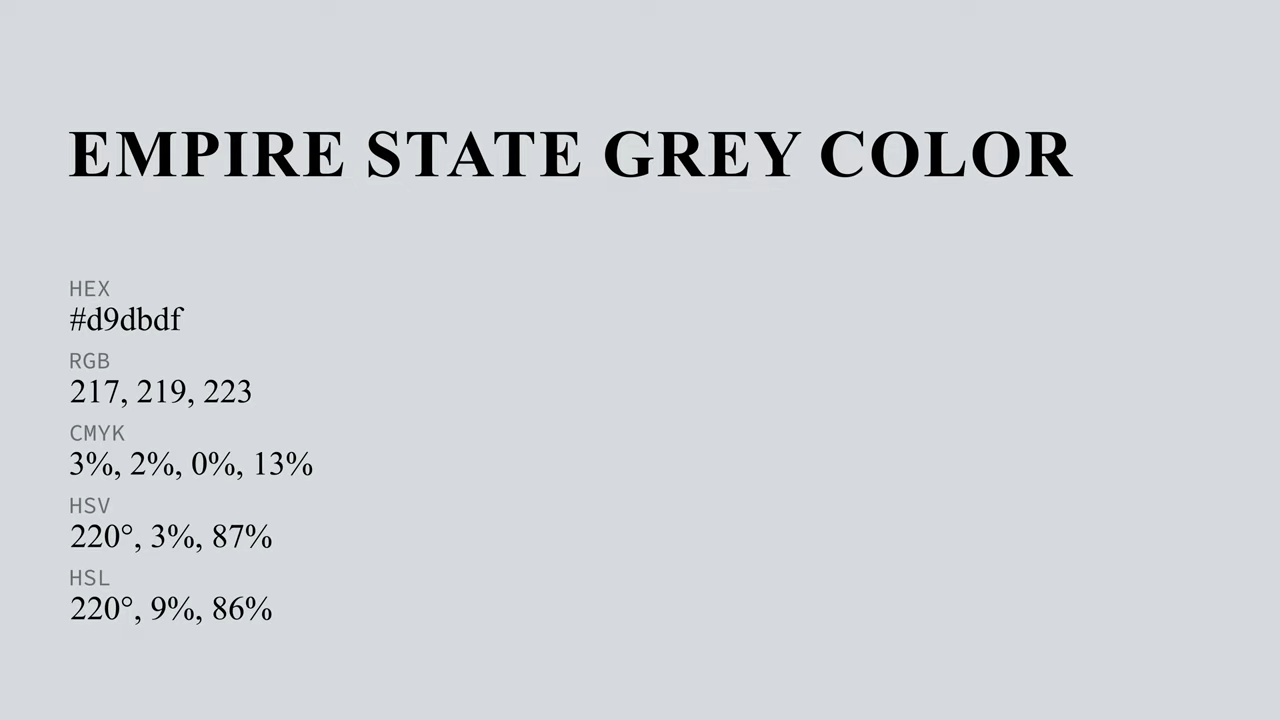 EMPIRE STATE GREY COLOR
HEX
#d9dbdf
RGB
217, 219, 223
CMYK
3%, 2%, 0%, 13%
HSV
220°, 3%, 87%
HSL
220°, 9%, 86%